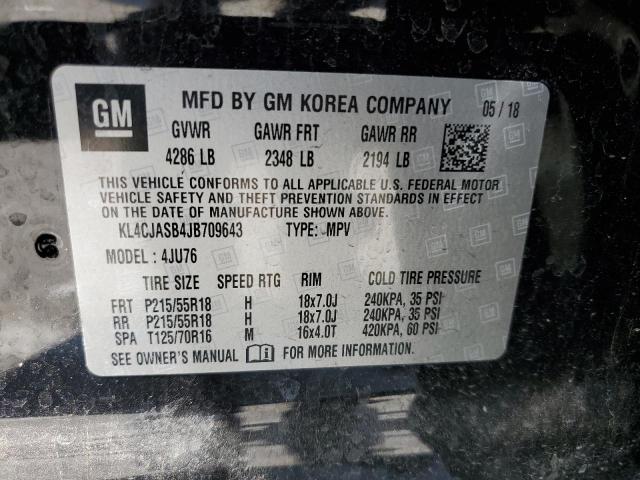 GM MFD BY GM KOREA COMPANY 05 / 18
GVWR GAWR FRT GAWR RR
4286 LB 2348 LB 2194 LB
THIS VEHICLE CONFORMS TO ALL APPLICABLE U.S. FEDERAL MOTOR
VEHICLE SAFETY AND THEFT PREVENTION STANDARDS IN EFFECT
ON THE DATE OF MANUFACTURE SHOWN ABOVE.
KL4CJASB4JB709643 TYPE: MPV
MODEL : 4JU76
TIRE SIZE SPEED RTG RIM COLD TIRE PRESSURE
FRT P215/55R18 H 18x7.0J 240KPA, 35 PSI
RR P215/55R18 H 18x7.0J 240KPA, 35 PSI
SPA T125/70R16 M 16x4.0T 420KPA, 60 PSI
SEE OWNER'S MANUAL FOR MORE INFORMATION.